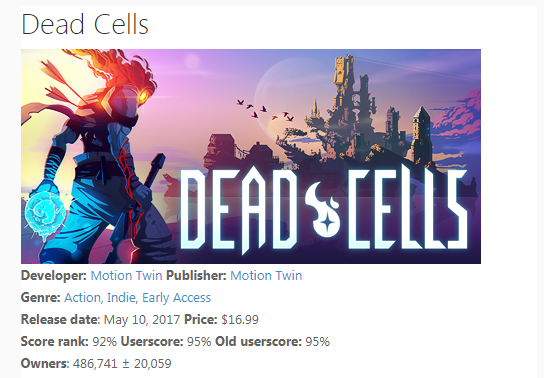 Dead Cells
DEAD CELLS
Developer: Motion Twin Publisher: Motion Twin
Genre: Action, Indie, Early Access
Release date: May 10, 2017 Price: $16.99
Score rank: 92% Userscore: 95% Old userscore: 95%
Owners: 486,741 ± 20,059